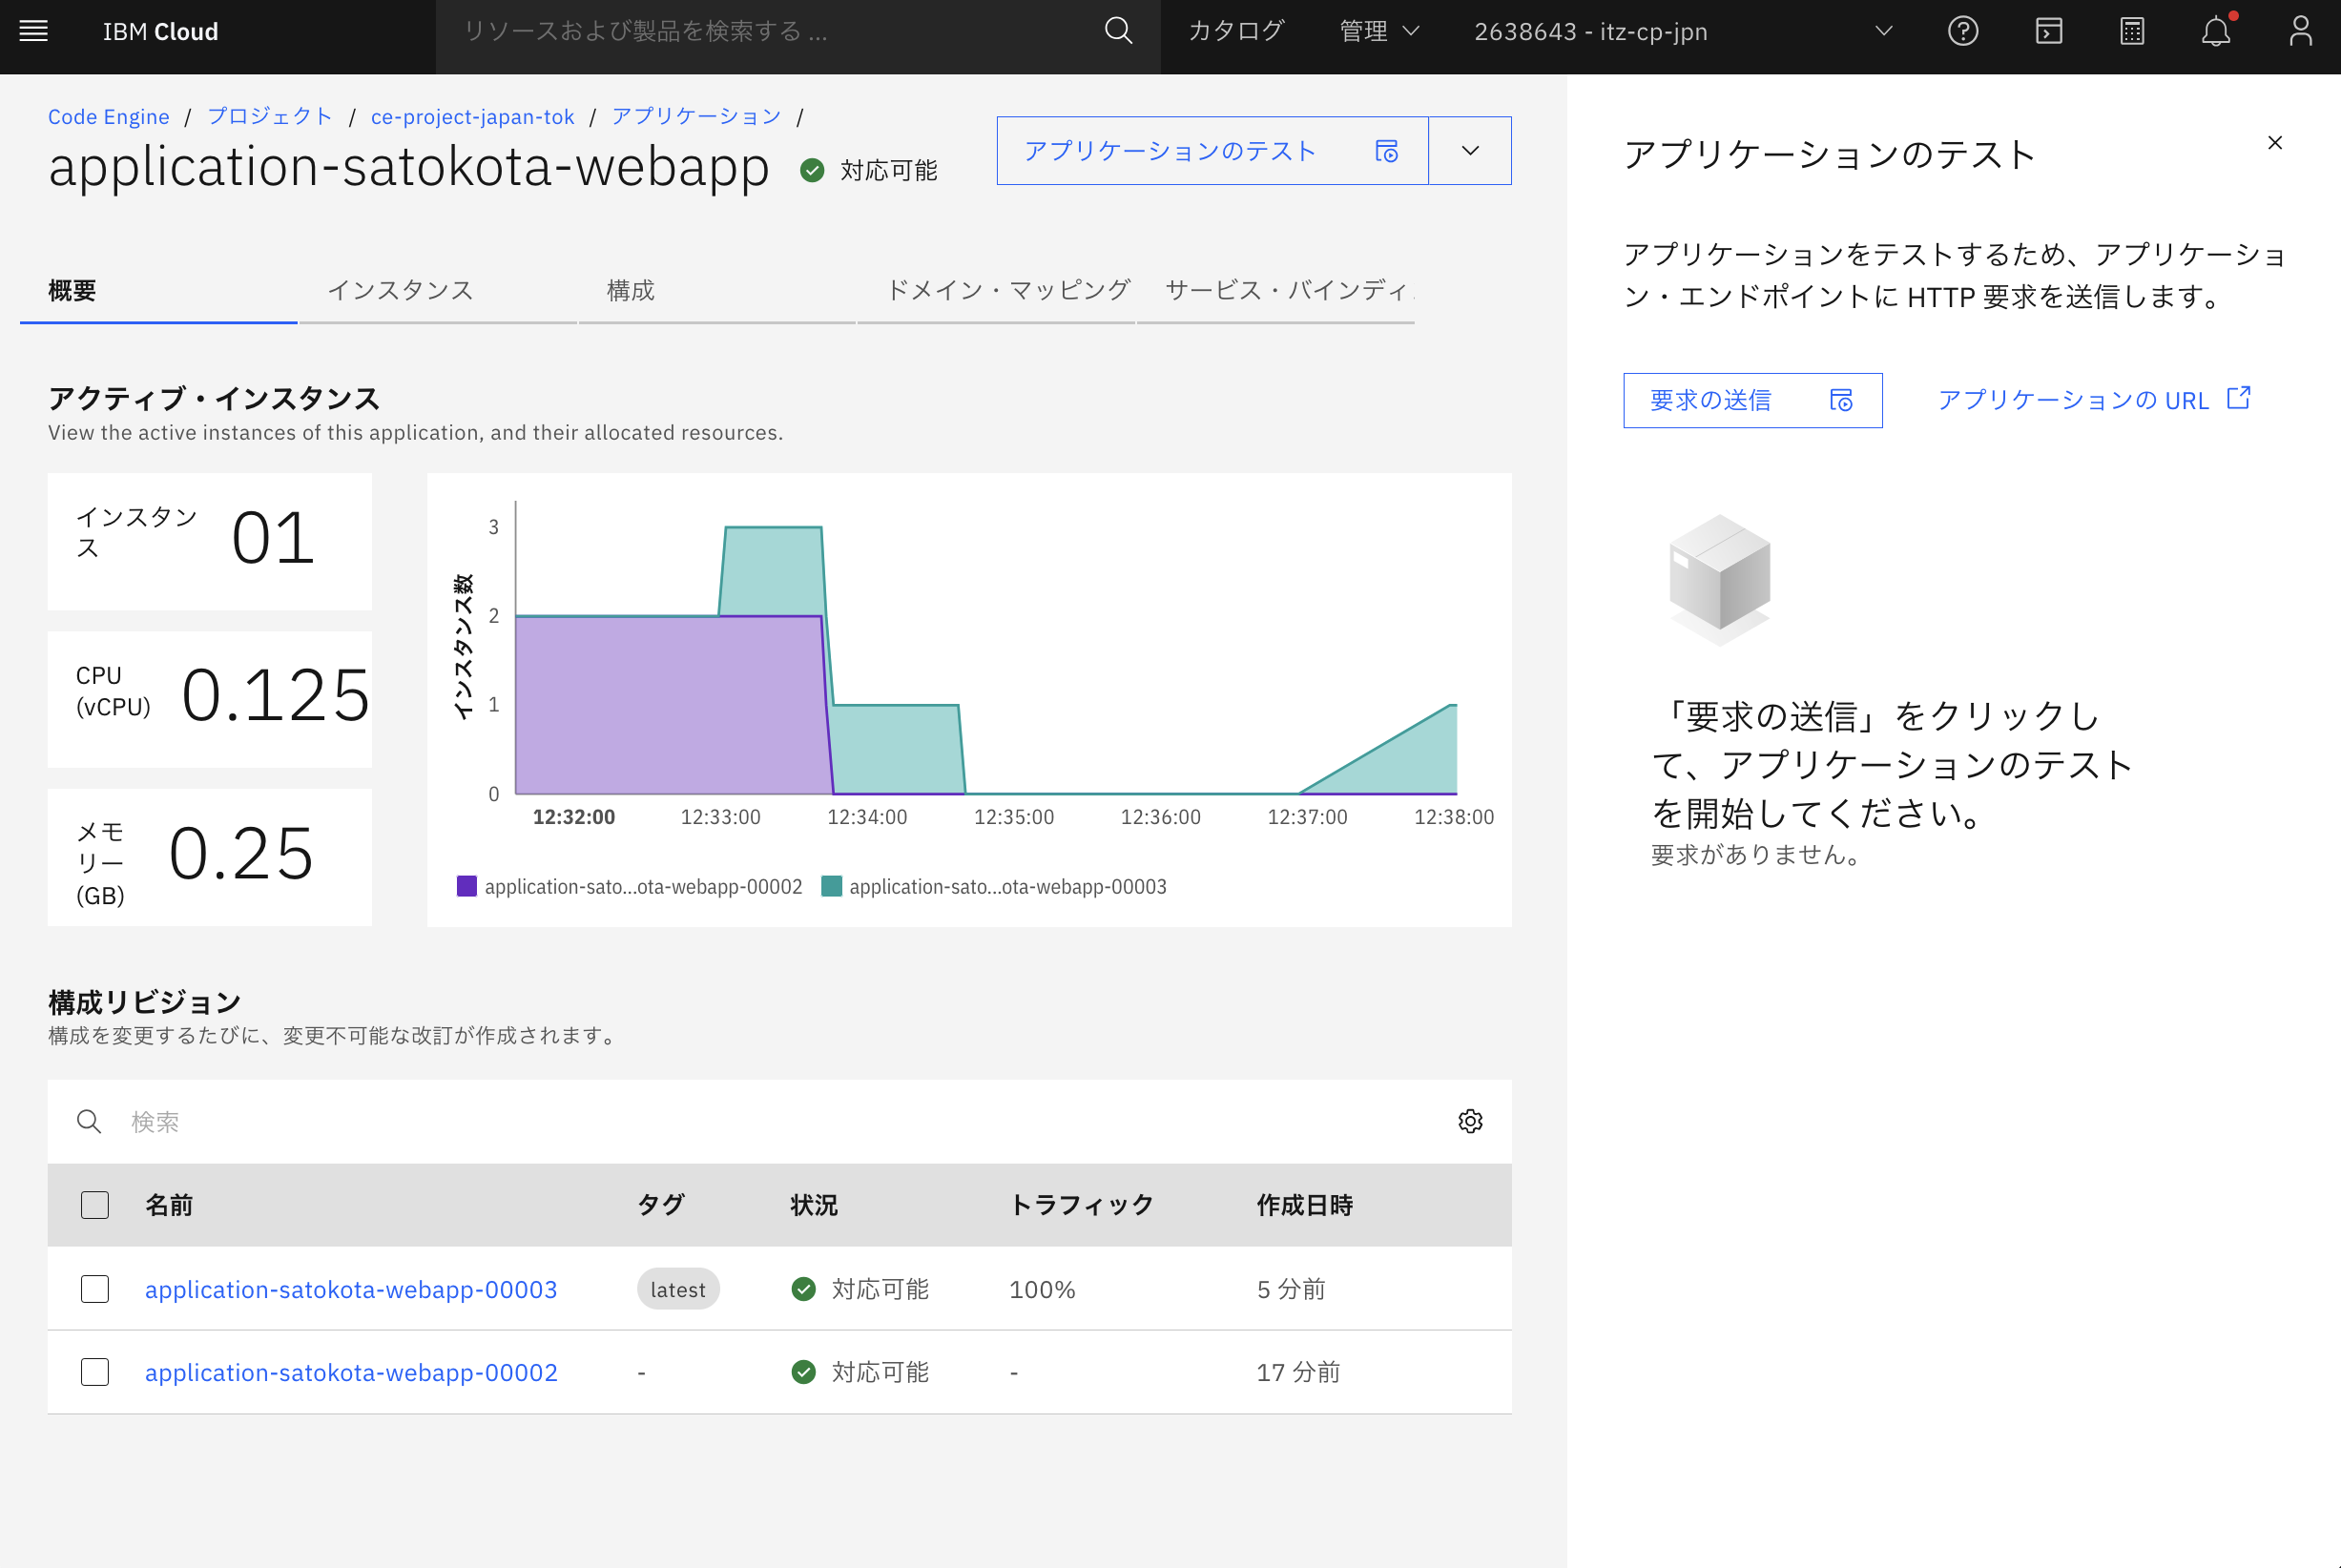 IBM Cloud
リソースおよび製品を検索する ...
カタログ
管理
2638643 - itz-cp-jpn
Code Engine / プロジェクト / ce-project-japan-tok / アプリケーション /
application-satokota-webapp
対応可能
アプリケーションのテスト
概要
インスタンス
構成
ドメイン・マッピング
サービス・バインディ
アクティブ・インスタンス
View the active instances of this application, and their allocated resources.
インスタン
ス
01
CPU
(vCPU)
0.125
メモ
リー
(GB)
0.25
インスタンス数
3
2
1
0
12:32:00
12:33:00
12:34:00
12:35:00
12:36:00
12:37:00
12:38:00
application-sato...ota-webapp-00002
application-sato...ota-webapp-00003
構成リビジョン
構成を変更するたびに、変更不可能な改訂が作成されます。
検索
名前 タグ 状況 トラフィック 作成日時
application-satokota-webapp-00003 latest 対応可能 100% 5 分前
application-satokota-webapp-00002 - 対応可能 - 17 分前
アプリケーションのテスト
アプリケーションをテストするため、アプリケーショ
ン・エンドポイントに HTTP 要求を送信します。
要求の送信
アプリケーションの URL
「要求の送信」をクリックし
て、アプリケーションのテスト
を開始してください。
要求がありません。